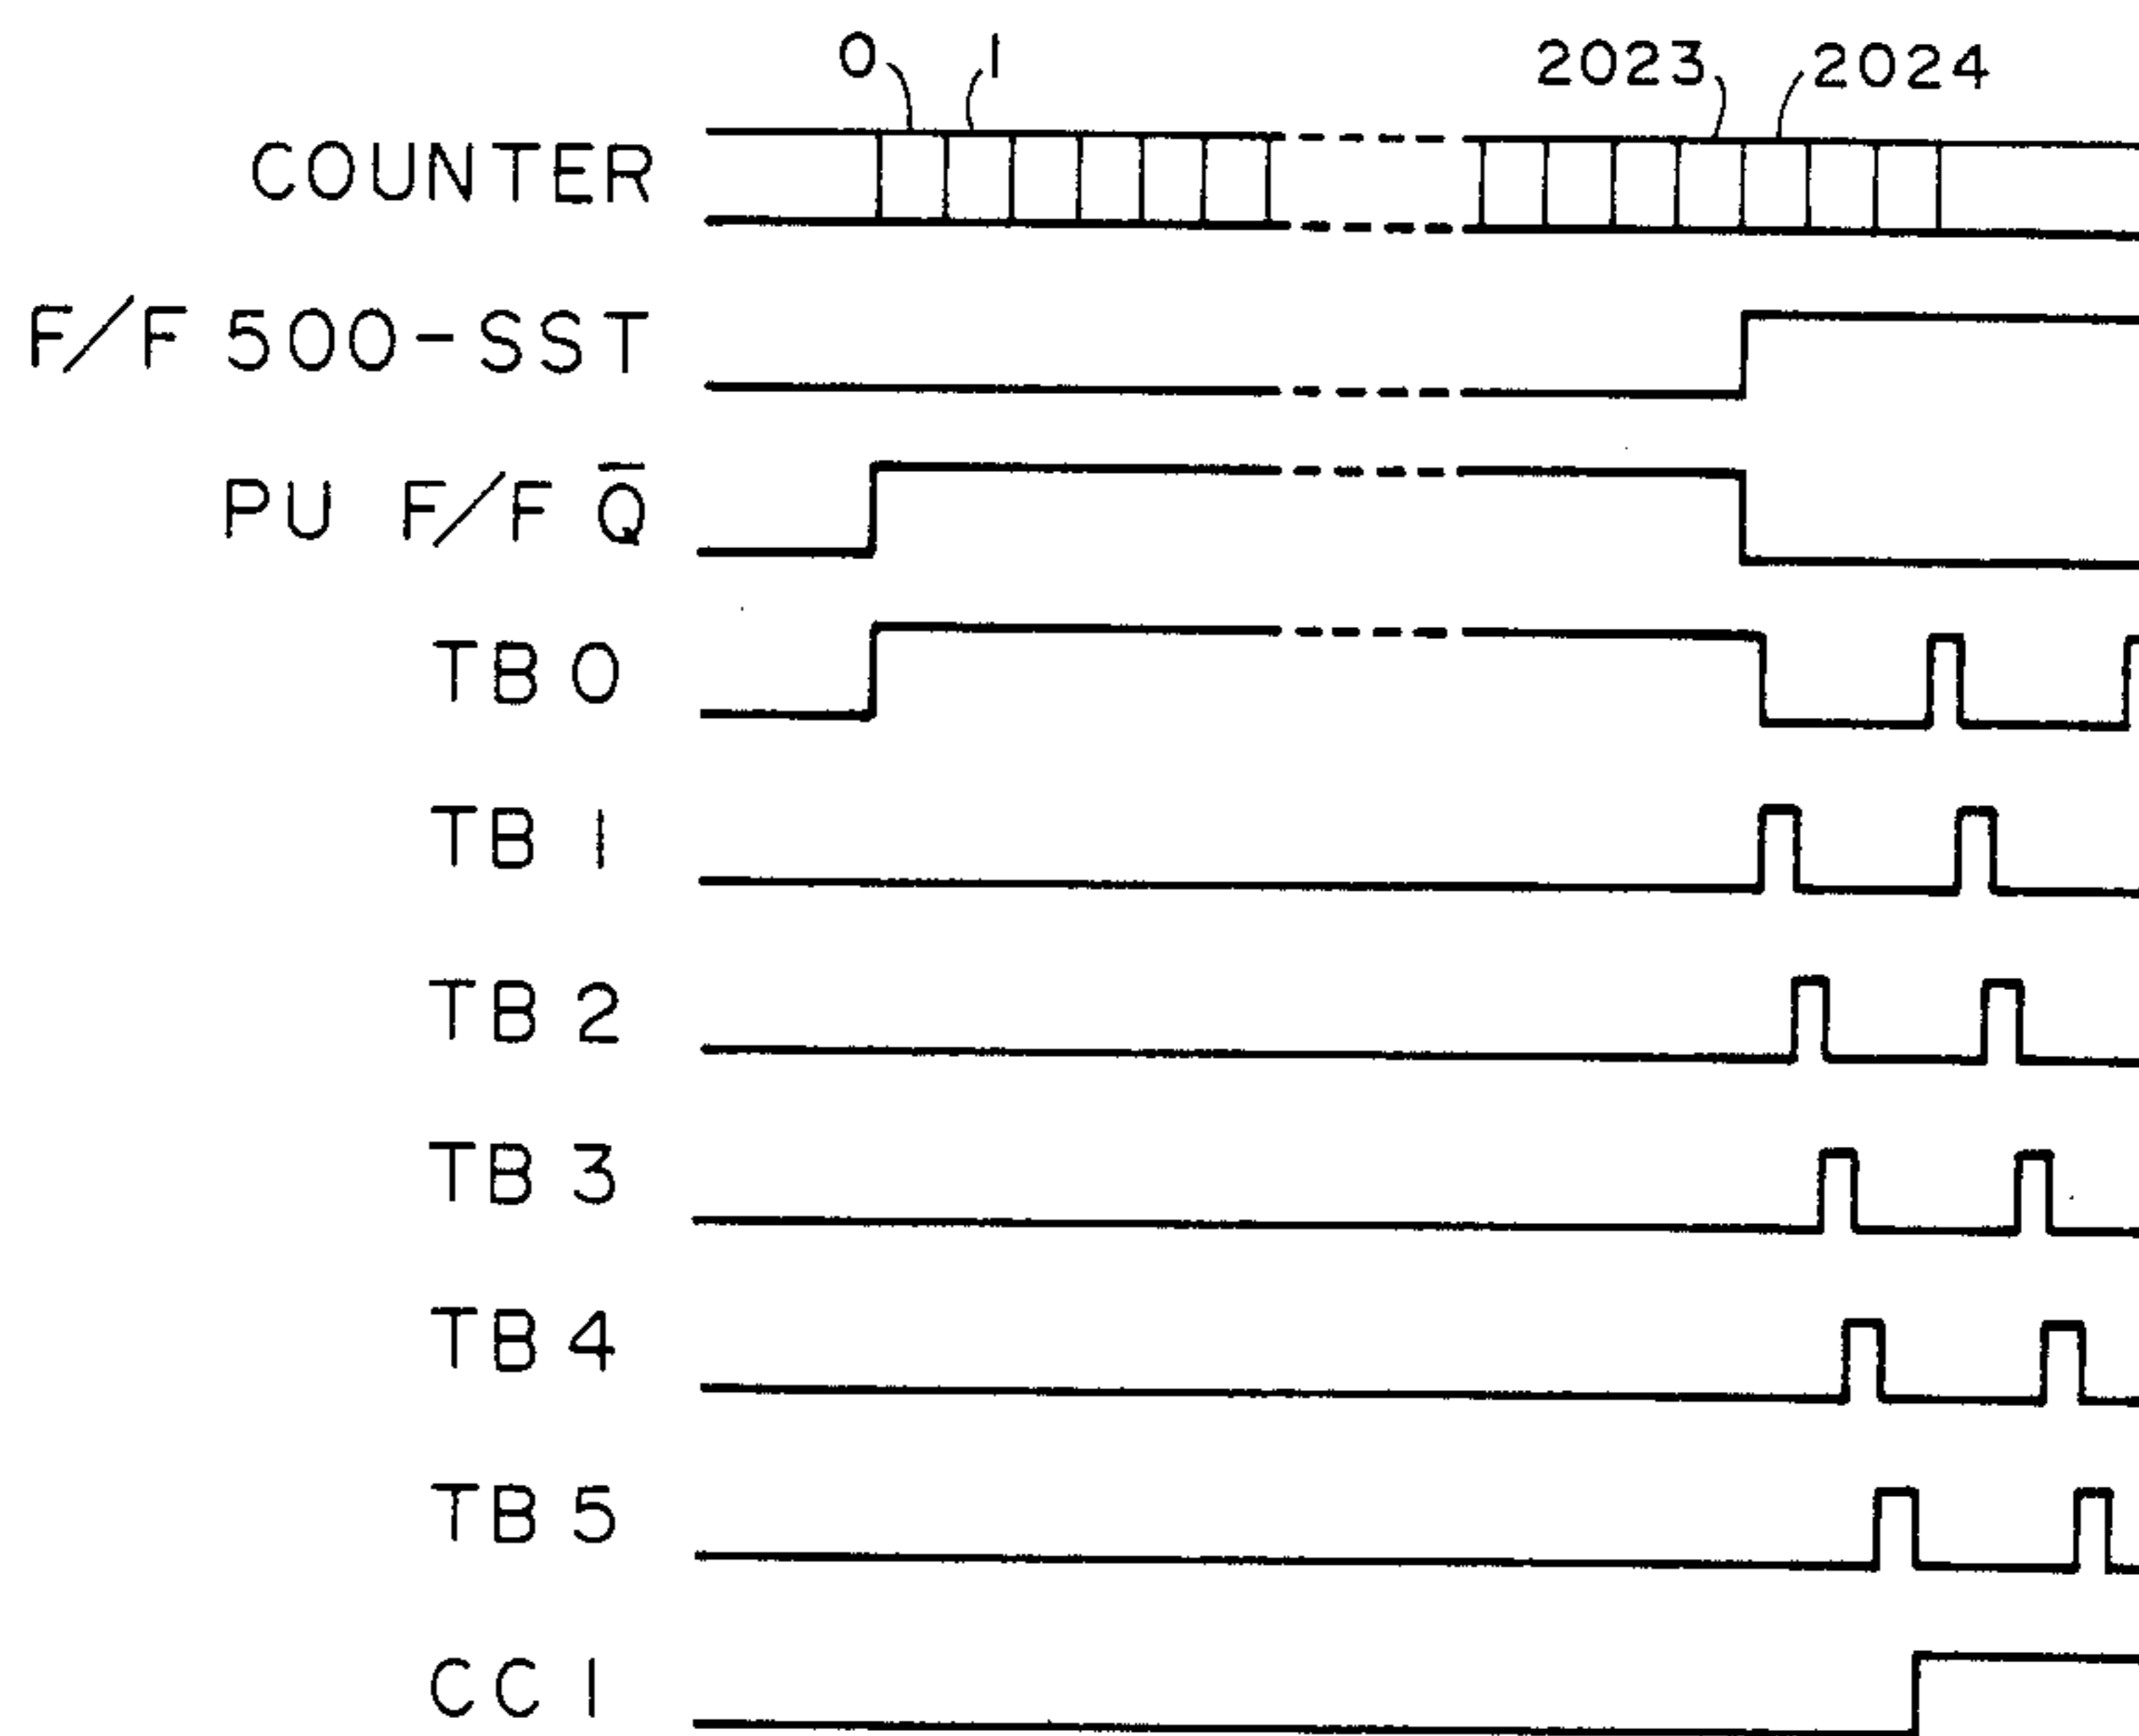 0 1 2023 2024
COUNTER
F/F 500-SST
PU F/F Q̅
TB 0
TB 1
TB 2
TB 3
TB 4
TB 5
CC 1